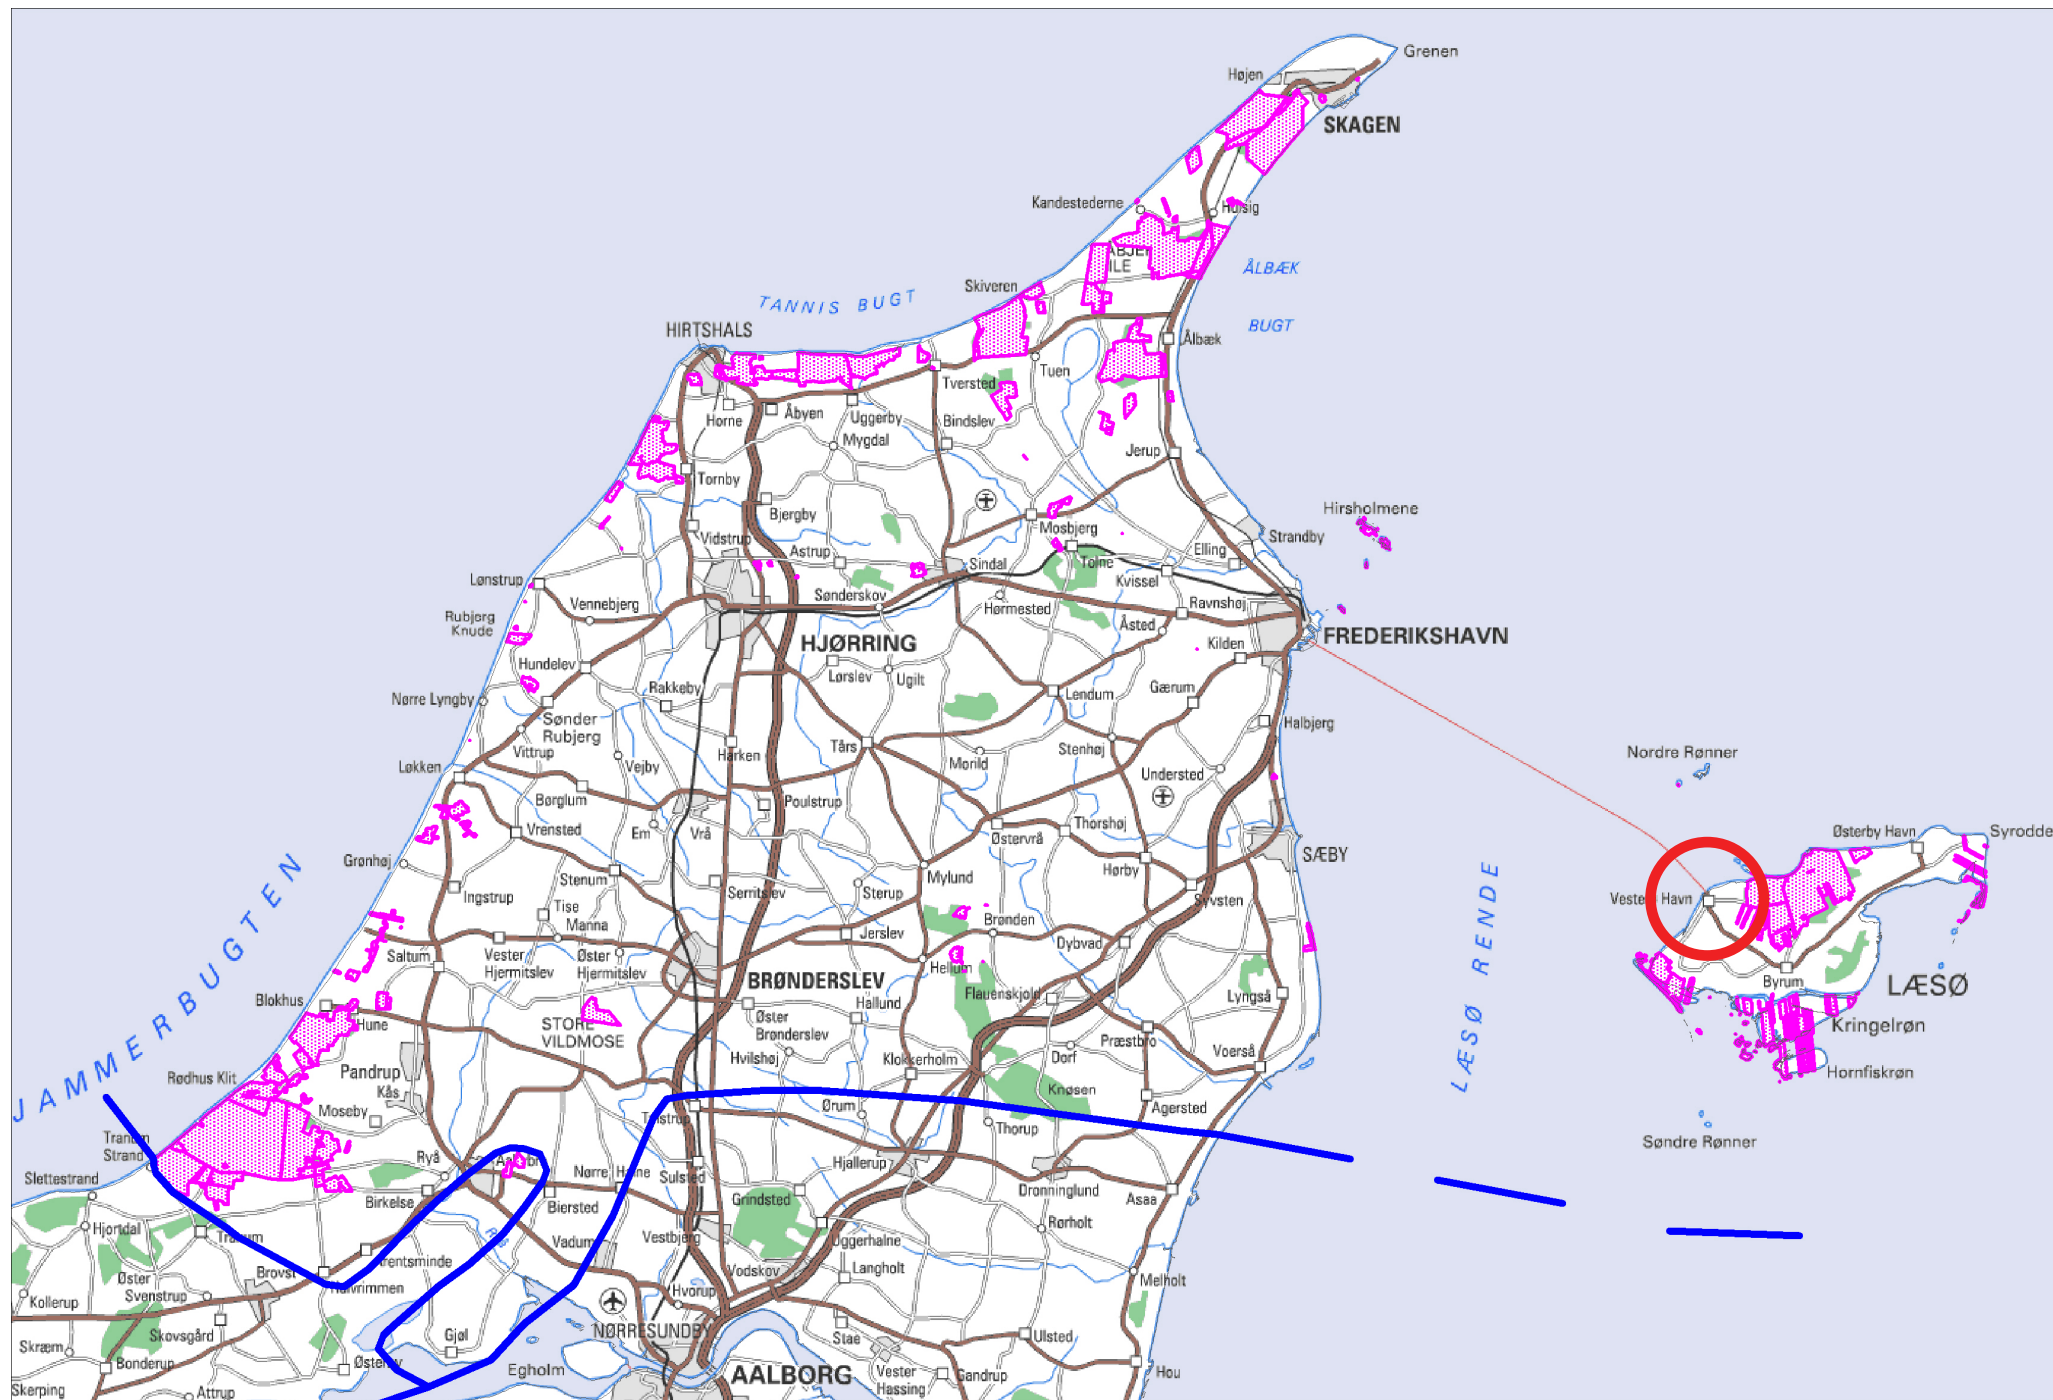 Grenen
Højen
SKAGEN
Kandestederne
Hulsig
ÅLBÆK
BUGT
Skiveren
TANNIS BUGT
HIRTSHALS
Ålbæk
Tuen
Tversted
Horne
Åbyen
Uggerby
Bindslev
Mygdal
Jerup
Tornby
Bjergby
Hirsholmene
Mosbjerg
Strandby
Vidstrup
Astrup
Elling
Sindal
Tolne
Kvissel
Lønstrup
Vennebjerg
Sønderskov
Hørmested
Ravnshøj
Rubjerg
Knude
Åsted
FREDERIKSHAVN
HJØRRING
Kilden
Hundelev
Lørslev
Ugilt
Rakkeby
Lendum
Gærum
Nørre Lyngby
Sønder
Rubjerg
Halbjerg
Vittrup
Harken
Tårs
Stenhøj
Morild
Nordre Rønner
Løkken
Vejby
Understed
Børglum
Poulstrup
Em
Vrå
Vrensted
Østervrå
Thorshøj
Østerby Havn
Syrodde
Grønhøj
SÆBY
Hørby
Stenum
Serritslev
Sterup
Mylund
Ingstrup
Syvsten
Havn
Tise
Manna
Brønden
Jerslev
Dybvad
Saltum
Vester
Hjermitslev
Øster
Hjermitslev
Hellum
BRØNDERSLEV
Byrum
LÆSØ
Flauenskjold
Lyngså
Blokhus
Hune
Hallund
Øster
Brønderslev
STORE
VILDMOSE
Kringelrøn
Præstbro
Hvilshøj
Klokkerholm
Dorf
Voerså
LÆSØ RENDE
Rødhus Klit
Pandrup
Kås
Knøsen
Hornfiskrøn
JAMMERBUGTEN
Moseby
Ørum
Agersted
Thorup
Søndre Rønner
Strand
Ryå
Sulsted
Hjallerup
Slettestrand
Birkelse
Biersted
Grindsted
Dronninglund
Asaa
Hjortdal
Vadum
Vestbjerg
Uggerhalne
Rørholt
Øster
Svenstrup
Brovst
Vodskov
Langholt
Melholt
Kollerup
Hvorup
Skovsgård
Gjøl
NØRRESUNDBY
Stae
Ulsted
Skræm
Bonderup
Egholm
AALBORG
Vester
Hassing
Gandrup
Hou
Skerping
Attrup